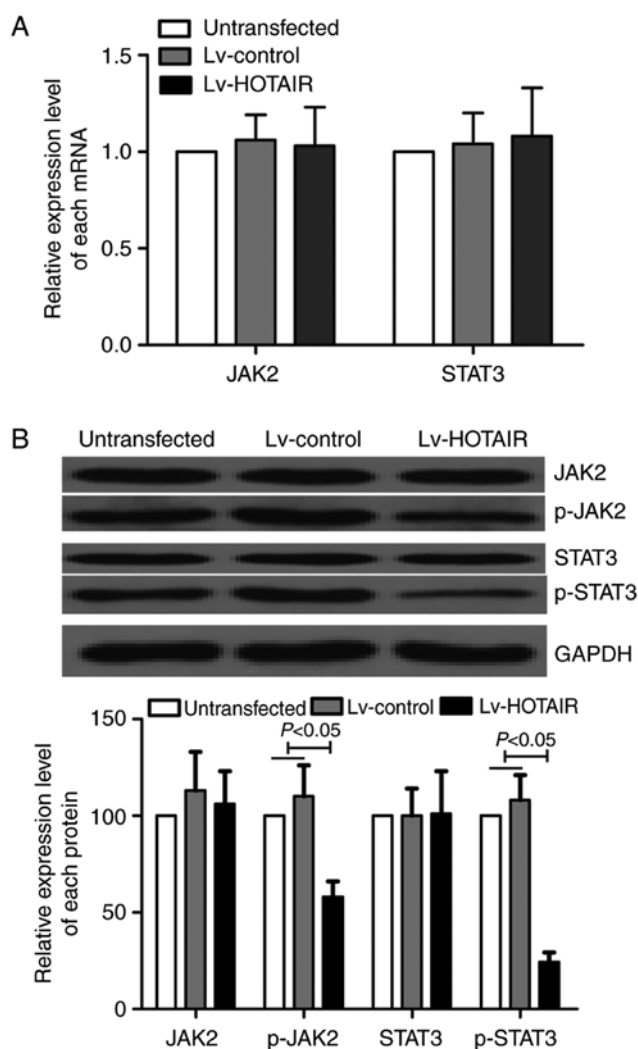 A
Untransfected
Lv-control
Lv-HOTAIR
Relative expression level
of each mRNA
1.5
1.0
0.5
0.0
JAK2 STAT3
B
Untransfected Lv-control Lv-HOTAIR
JAK2
p-JAK2
STAT3
p-STAT3
GAPDH
Untransfected Lv-control Lv-HOTAIR
Relative expression level
of each protein
150
100
50
0
P<0.05
P<0.05
JAK2 p-JAK2 STAT3 p-STAT3